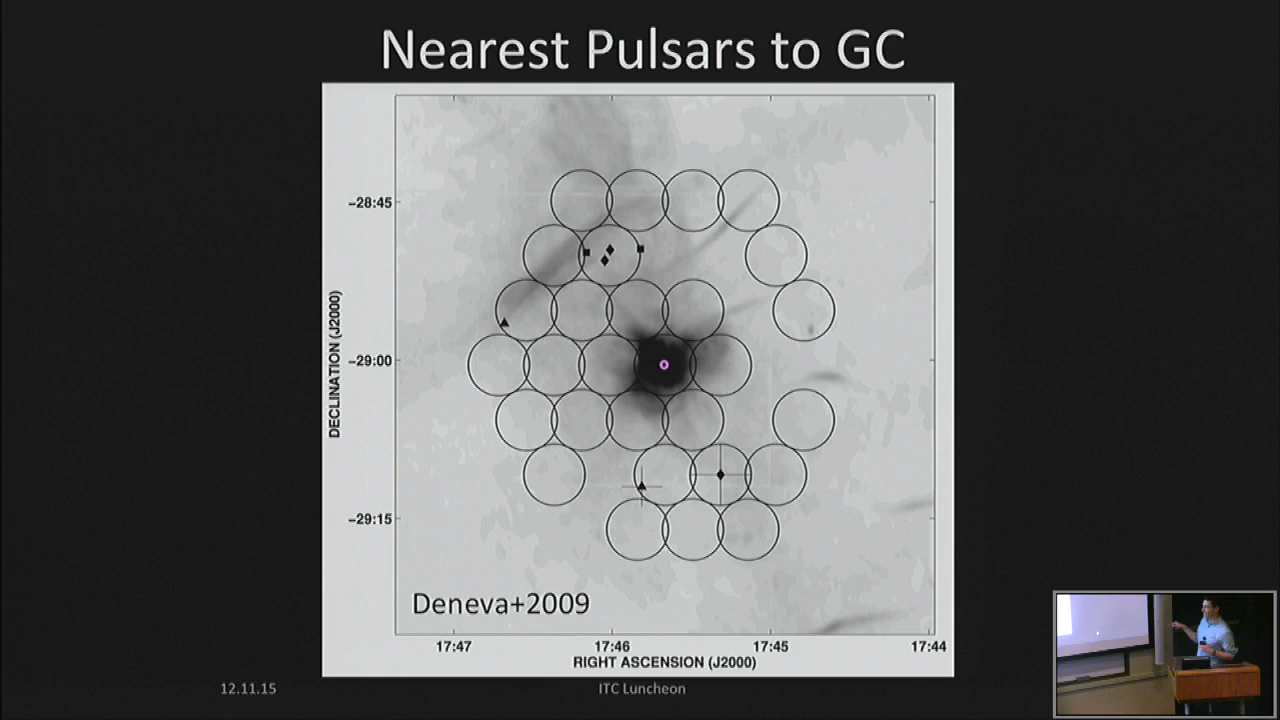 Nearest Pulsars to GC
-28:45
-29:00
-29:15
DECLINATION (J2000)
Deneva+2009
17:47 17:46 17:45 17:44
RIGHT ASCENSION (J2000)
12.11.15 ITC Luncheon